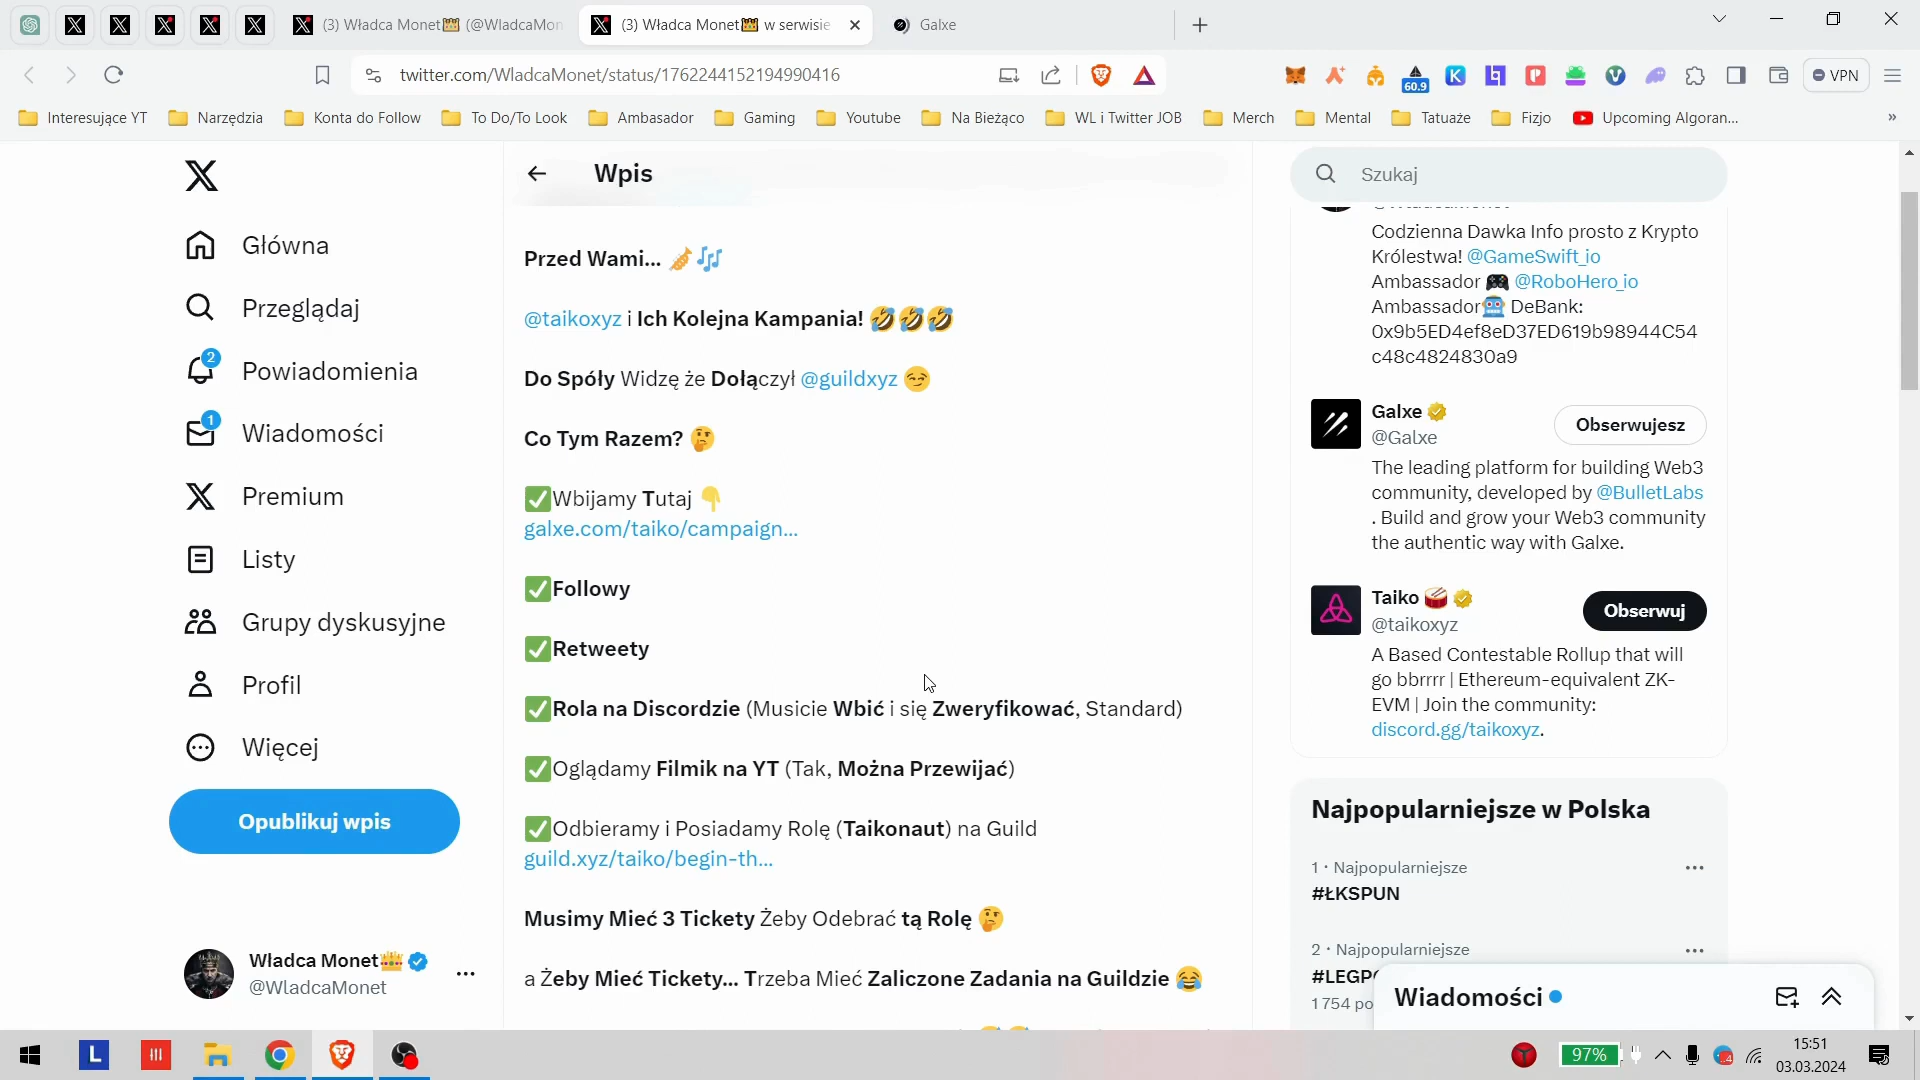 (3) Władca Monet👑 (@WladcaMon
(3) Władca Monet👑 w serwisie
Galxe
twitter.com/WladcaMonet/status/1762244152194990416
60.9
VPN
Interesujące YT
Narzędzia
Konta do Follow
To Do/To Look
Ambasador
Gaming
Youtube
Na Bieżąco
WL i Twitter JOB
Merch
Mental
Tatuaże
Fizjo
Upcoming Algoran...
»
Główna
Przeglądaj
2
Powiadomienia
1
Wiadomości
Premium
Listy
Grupy dyskusyjne
Profil
Więcej
Opublikuj wpis
Władca Monet👑
@WladcaMonet
Wpis
Przed Wami... 🎺🎶
@taikoxyz i Ich Kolejna Kampania! 🤣🤣🤣
Do Spóły Widzę że Dołączył @guildxyz 😏
Co Tym Razem? 🤔
✅Wbijamy Tutaj 👇
galxe.com/taiko/campaign...
✅Followy
✅Retweety
✅Rola na Discordzie (Musicie Wbić i się Zweryfikować, Standard)
✅Oglądamy Filmik na YT (Tak, Można Przewijać)
✅Odbieramy i Posiadamy Rolę (Taikonaut) na Guild
guild.xyz/taiko/begin-th...
Musimy Mieć 3 Tickety Żeby Odebrać tą Rolę 🤔
a Żeby Mieć Tickety... Trzeba Mieć Zaliczone Zadania na Guildzie 😂
Szukaj
Codzienna Dawka Info prosto z Krypto
Królestwa! @GameSwift_io
Ambassador 🎮 @RoboHero_io
Ambassador🤖 DeBank:
0x9b5ED4ef8eD37ED619b98944C54
c48c4824830a9
Galxe
@Galxe
Obserwujesz
The leading platform for building Web3
community, developed by @BulletLabs
. Build and grow your Web3 community
the authentic way with Galxe.
Taiko 🥁
@taikoxyz
Obserwuj
A Based Contestable Rollup that will
go bbrrrr | Ethereum-equivalent ZK-
EVM | Join the community:
discord.gg/taikoxyz.
Najpopularniejsze w Polska
1 · Najpopularniejsze
#ŁKSPUN
2 · Najpopularniejsze
#LEGP
1 754 po
Wiadomości
L
97%
15:51
03.03.2024